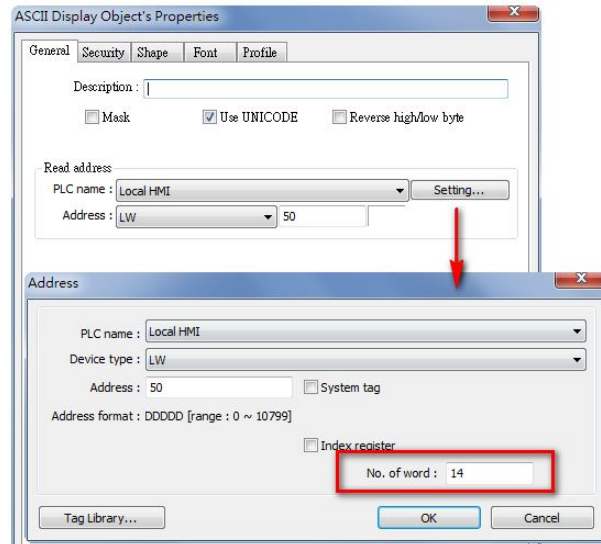 ASCII Display Object's Properties
General Security Shape Font Profile
Description :
Mask Use UNICODE Reverse high/low byte
Read address
PLC name : Local HMI Setting...
Address : LW 50
Address
PLC name : Local HMI
Device type : LW
Address : 50 System tag
Address format : DDDDD [range : 0 ~ 10799]
Index register
No. of word : 14
Tag Library... OK Cancel